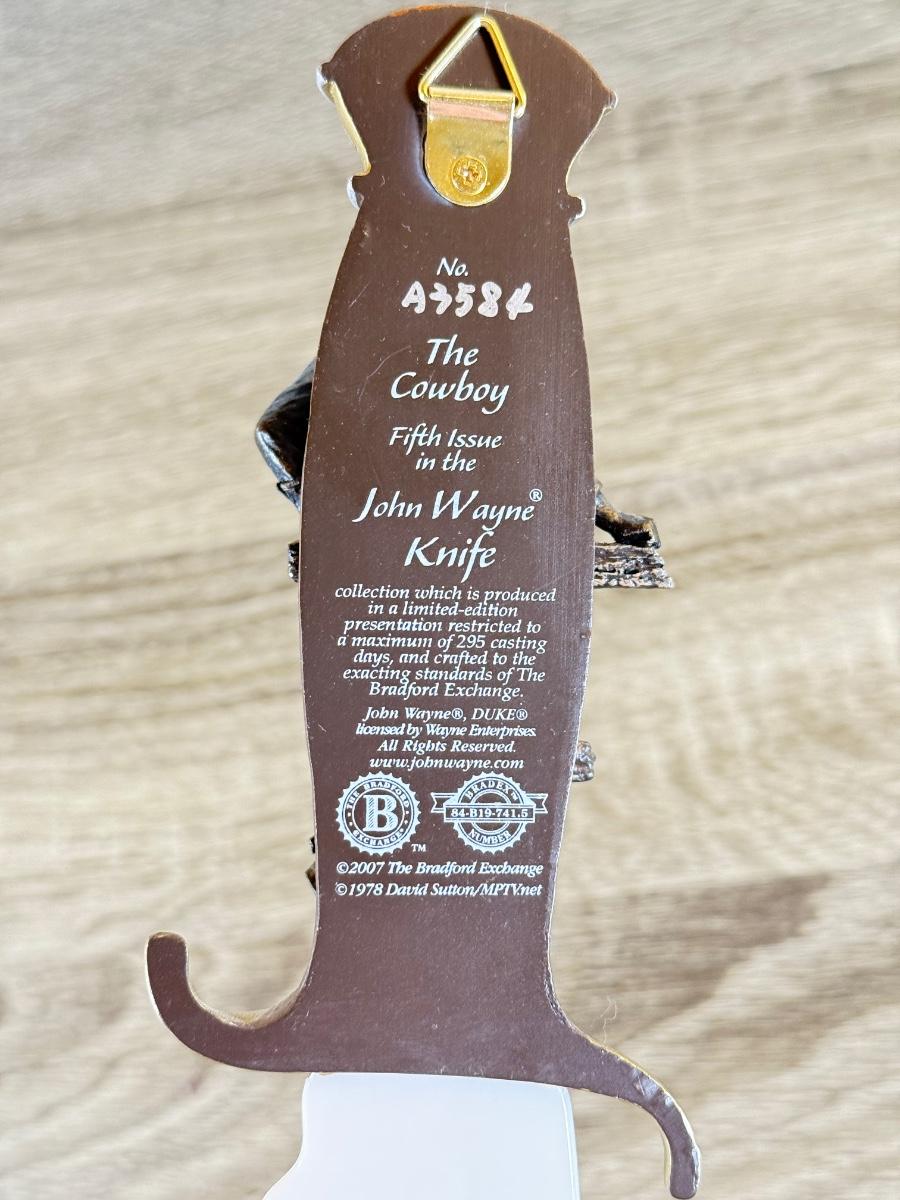 No.
A3584
The
Cowboy
Fifth Issue
in the
John Wayne®
Knife
collection which is produced
in a limited-edition
presentation restricted to
a maximum of 295 casting
days, and crafted to the
exacting standards of The
Bradford Exchange.
John Wayne®, DUKE®
licensed by Wayne Enterprises.
All Rights Reserved.
www.johnwayne.com
THE BRADFORD
B
EXCHANGE
TM
BRADEX™
84-B19-741.5
NUMBER
©2007 The Bradford Exchange
©1978 David Sutton/MPTV.net